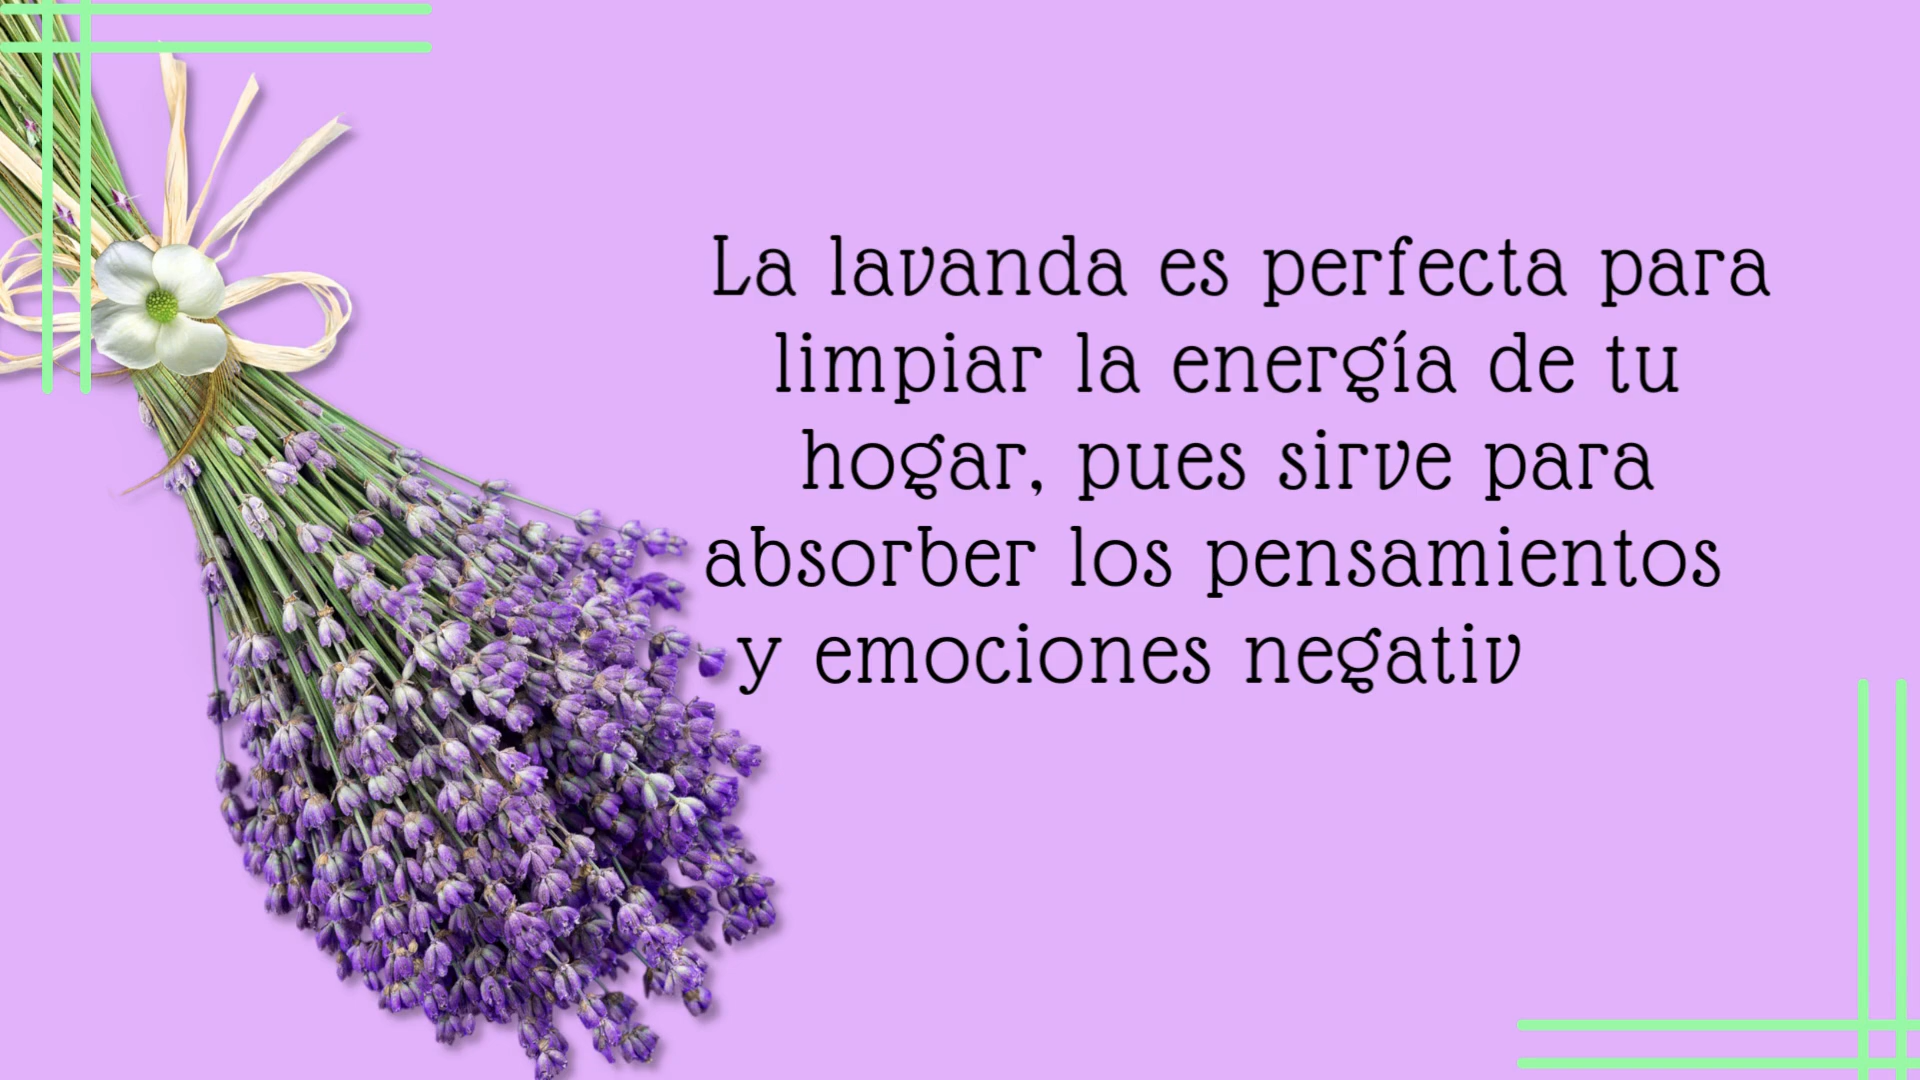 La lavanda es perfecta para
limpiar la energía de tu
hogar, pues sirve para
absorber los pensamientos
y emociones negativ